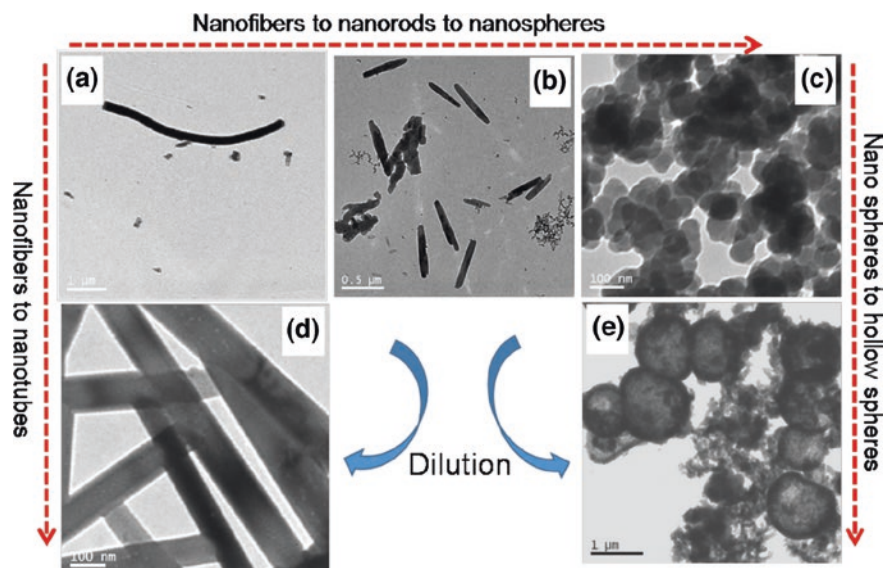 Nanofibers to nanorods to nanospheres
(a)
(b)
(c)
1 µm
0.5 µm
100 nm
Nanofibers to nanotubes
Nano spheres to hollow spheres
(d)
(e)
Dilution
100 nm
1 µm